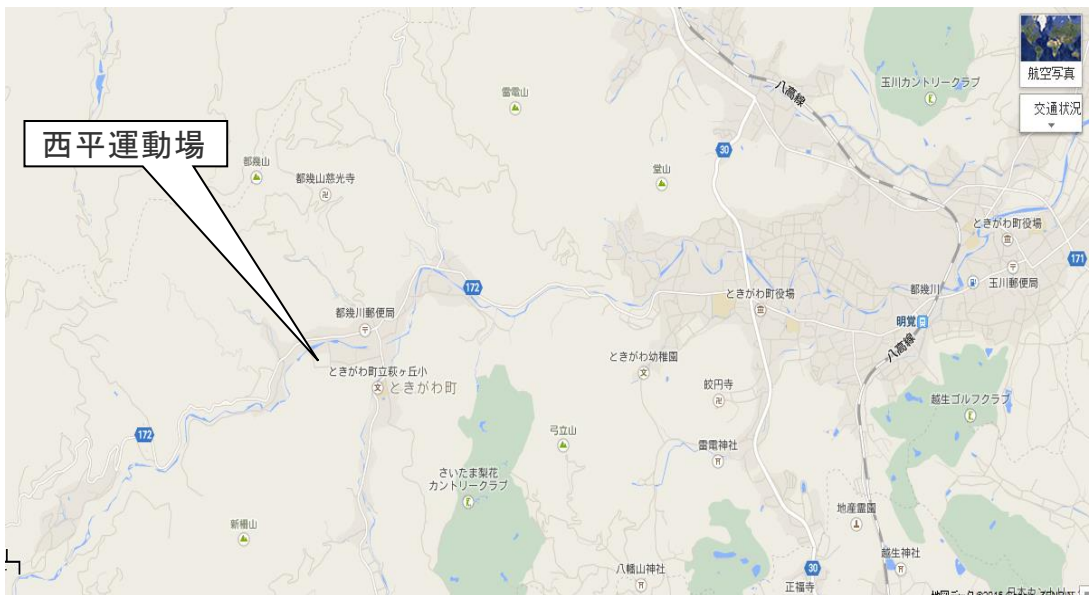 航空写真
交通状況
玉川カントリークラブ
八高線
雷電山
30
西平運動場
都幾山
都幾山慈光寺
堂山
ときがわ町役場
171
玉川郵便局
都幾川
172
ときがわ町役場
明覚
都幾川郵便局
八高線
ときがわ幼稚園
ときがわ町立萩ヶ丘小
ときがわ町
皎円寺
越生ゴルフクラブ
弓立山
172
雷電神社
さいたま梨花
カントリークラブ
地産霊園
新柵山
越生神社
八幡山神社
30
正福寺